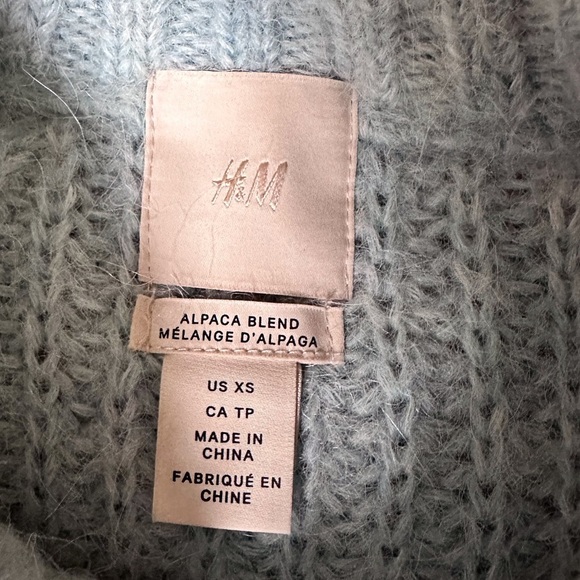 H&M
ALPACA BLEND
MÉLANGE D'ALPAGA
US XS
CA TP
MADE IN
CHINA
FABRIQUÉ EN
CHINE